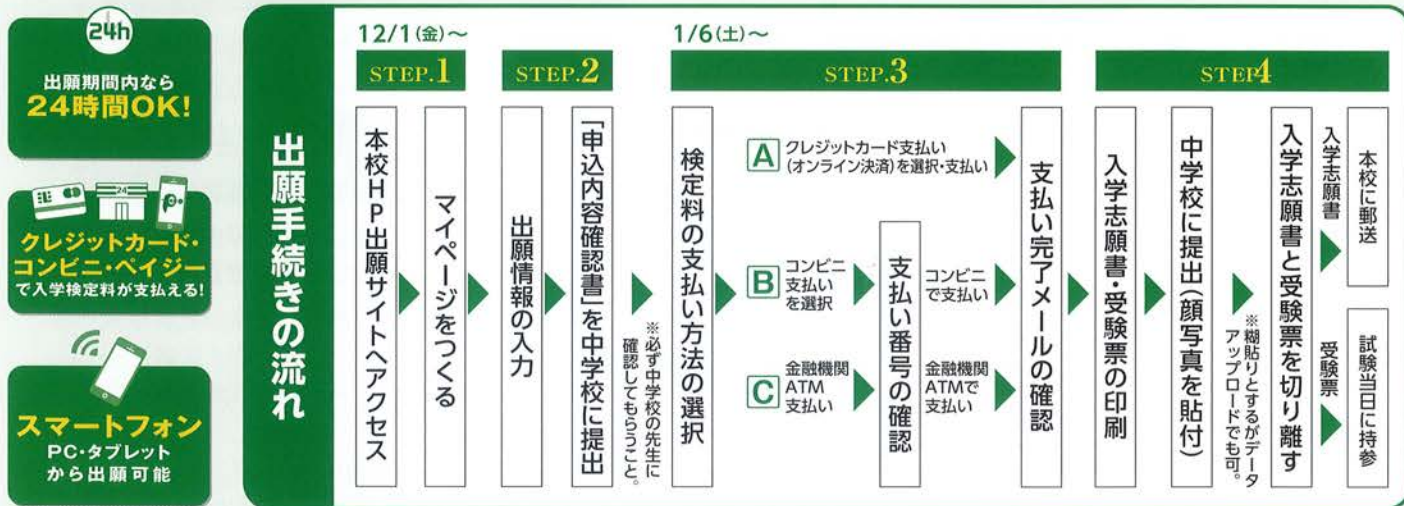 24h
出願期間内なら
24時間OK!
24
クレジットカード・
コンビニ・ペイジー
で入学検定料が支払える!
スマートフォン
PC・タブレット
から出願可能
出願手続きの流れ
12/1(金)～
STEP.1
本校HP出願サイトへアクセス
マイページをつくる
STEP.2
出願情報の入力
「申込内容確認書」を中学校に提出
※必ず中学校の先生に
確認してもらうこと。
1/6(土)～
STEP.3
検定料の支払い方法の選択
A
クレジットカード支払い
(オンライン決済)を選択・支払い
B
コンビニ
支払い
を選択
C
金融機関
ATM
支払い
支払い番号の確認
コンビニ
で支払い
金融機関
ATMで
支払い
支払い完了メールの確認
STEP4
入学志願書・受験票の印刷
中学校に提出(顔写真を貼付)
※糊貼りとするがデータ
アップロードでも可。
入学志願書と受験票を切り離す
入学志願書
本校に郵送
受験票
試験当日に持参